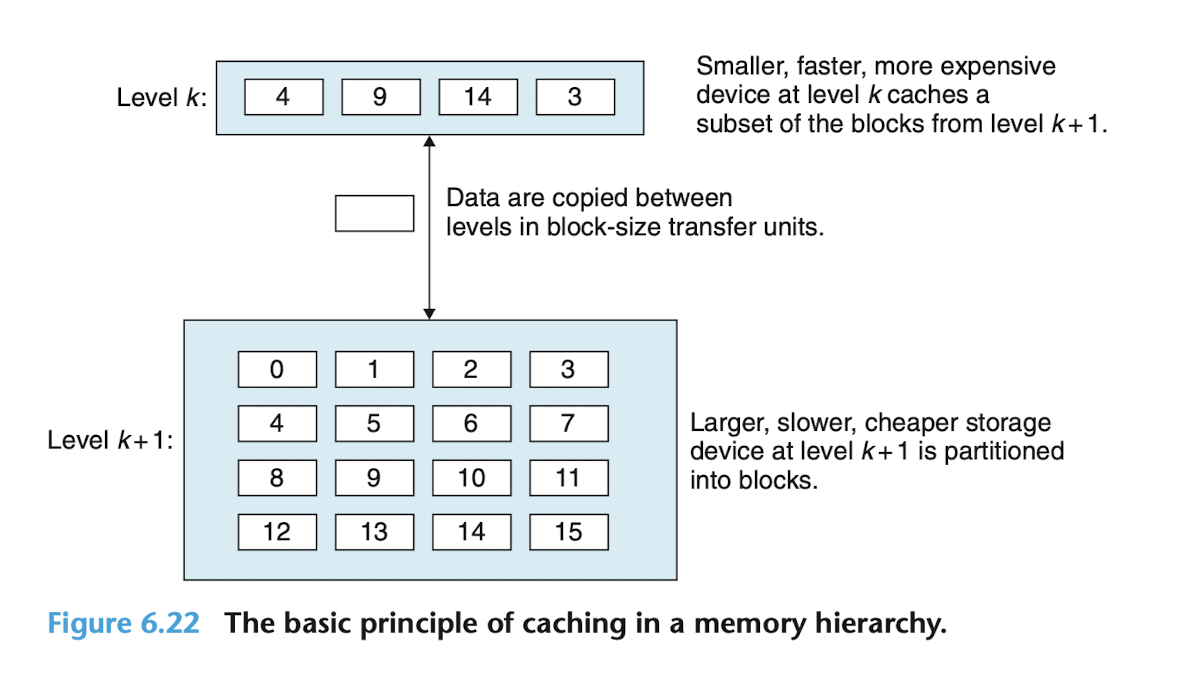 Level k:
4 9 14 3
Smaller, faster, more expensive
device at level k caches a
subset of the blocks from level k+1.
Data are copied between
levels in block-size transfer units.
Level k+1:
0 1 2 3
4 5 6 7
8 9 10 11
12 13 14 15
Larger, slower, cheaper storage
device at level k+1 is partitioned
into blocks.
Figure 6.22 The basic principle of caching in a memory hierarchy.